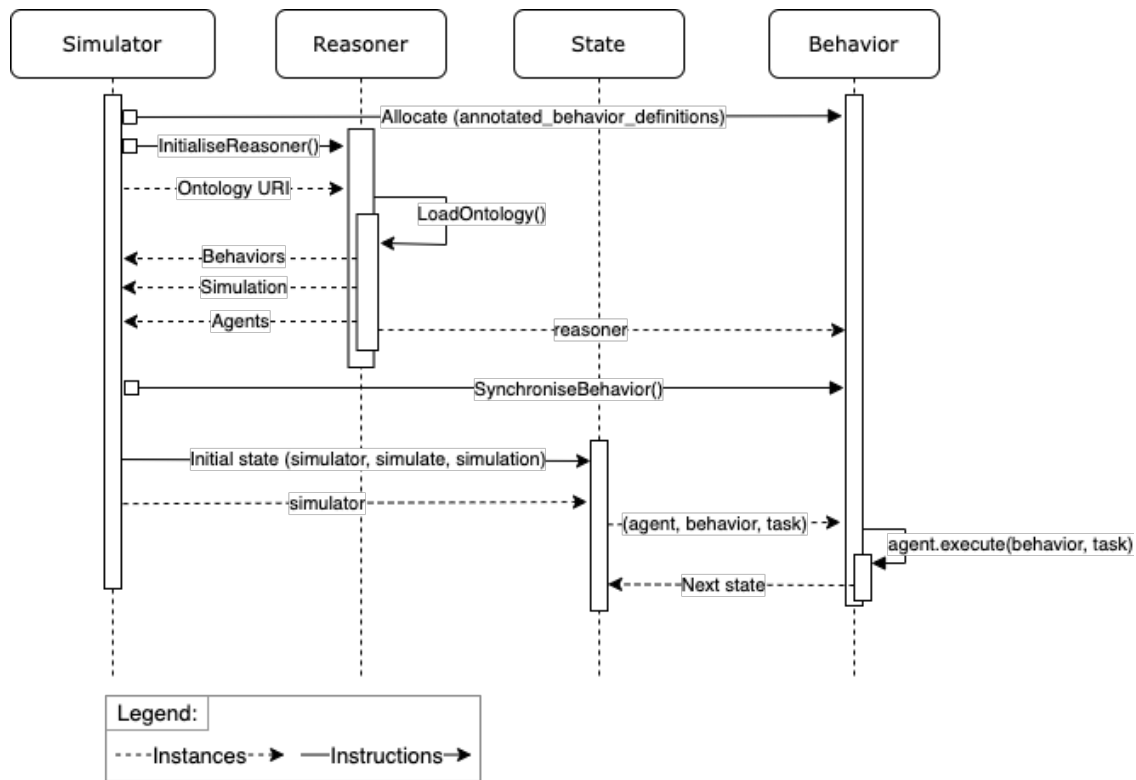 Simulator
Reasoner
State
Behavior
Allocate (annotated_behavior_definitions)
InitialiseReasoner()
Ontology URI
LoadOntology()
Behaviors
Simulation
Agents
reasoner
SynchroniseBehavior()
Initial state (simulator, simulate, simulation)
simulator
(agent, behavior, task)
agent.execute(behavior, task)
Next state
Legend:
Instances
Instructions